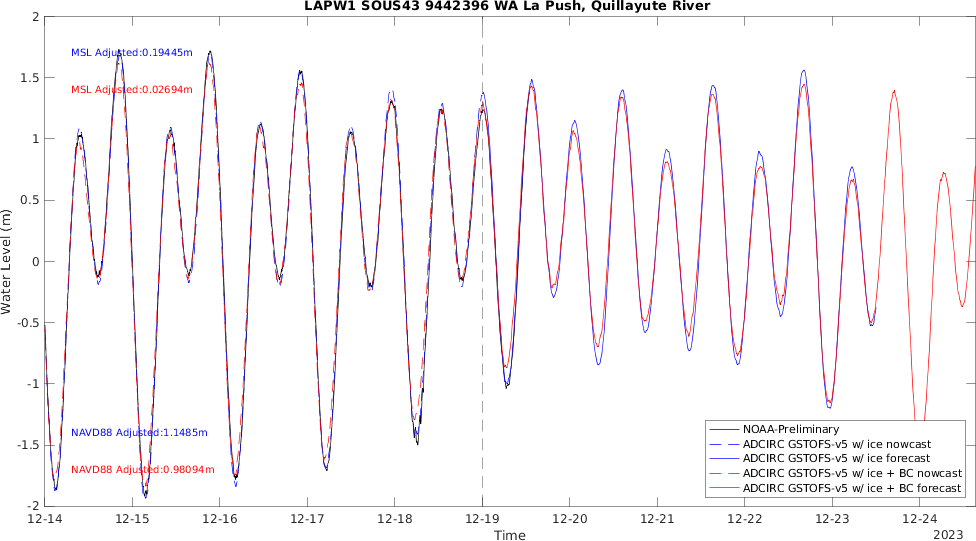 LAPW1 SOUS43 9442396 WA La Push, Quillayute River
2
1.5
1
0.5
0
-0.5
-1
-1.5
-2
Water Level (m)
MSL Adjusted:0.19445m
MSL Adjusted:0.02694m
NAVD88 Adjusted:1.1485m
NAVD88 Adjusted:0.98094m
NOAA-Preliminary
ADCIRC GSTOFS-v5 w/ ice nowcast
ADCIRC GSTOFS-v5 w/ ice forecast
ADCIRC GSTOFS-v5 w/ ice + BC nowcast
ADCIRC GSTOFS-v5 w/ ice + BC forecast
12-14 12-15 12-16 12-17 12-18 12-19 12-20 12-21 12-22 12-23 12-24
Time
2023